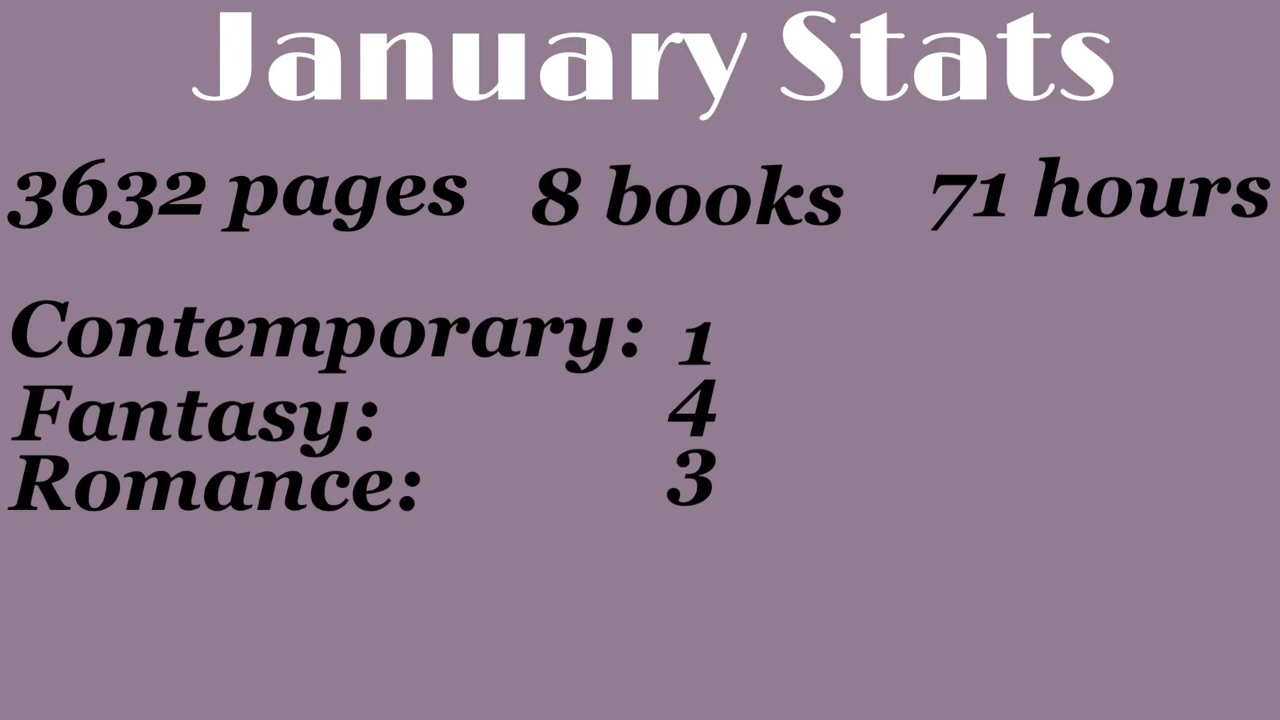 January Stats
3632 pages 8 books 71 hours
Contemporary: 1
Fantasy: 4
Romance: 3